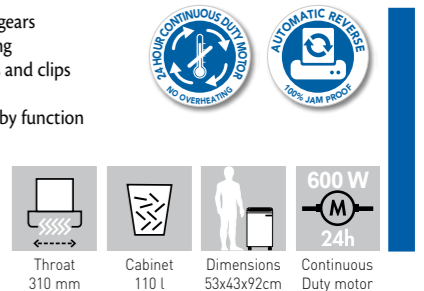 gears
ng
and clips
by function
24 HOUR CONTINUOUS DUTY MOTOR
NO OVERHEATING
AUTOMATIC REVERSE
100% JAM PROOF
600 W
M
24h
Throat
310 mm
Cabinet
110 l
Dimensions
53x43x92cm
Continuous
Duty motor